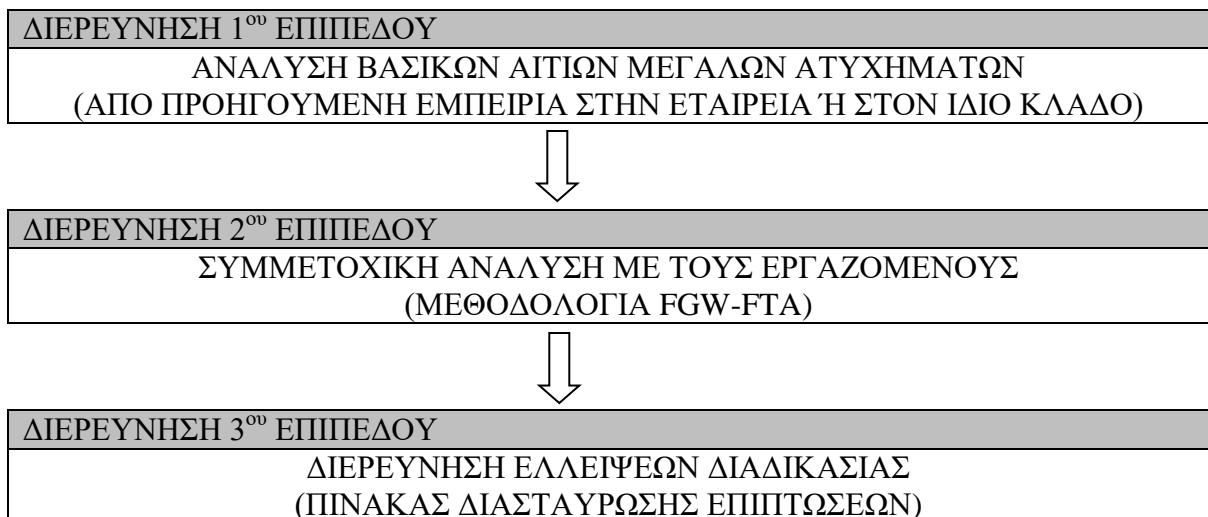 ΔΙΕΡΕΥΝΗΣΗ 1ου ΕΠΙΠΕΔΟΥ
ΑΝΑΛΥΣΗ ΒΑΣΙΚΩΝ ΑΙΤΙΩΝ ΜΕΓΑΛΩΝ ΑΤΥΧΗΜΑΤΩΝ
(ΑΠΟ ΠΡΟΗΓΟΥΜΕΝΗ ΕΜΠΕΙΡΙΑ ΣΤΗΝ ΕΤΑΙΡΕΙΑ Ή ΣΤΟΝ ΙΔΙΟ ΚΛΑΔΟ)
ΔΙΕΡΕΥΝΗΣΗ 2ου ΕΠΙΠΕΔΟΥ
ΣΥΜΜΕΤΟΧΙΚΗ ΑΝΑΛΥΣΗ ΜΕ ΤΟΥΣ ΕΡΓΑΖΟΜΕΝΟΥΣ
(ΜΕΘΟΔΟΛΟΓΙΑ FGW-FTA)
ΔΙΕΡΕΥΝΗΣΗ 3ου ΕΠΙΠΕΔΟΥ
ΔΙΕΡΕΥΝΗΣΗ ΕΛΛΕΙΨΕΩΝ ΔΙΑΔΙΚΑΣΙΑΣ
(ΠΙΝΑΚΑΣ ΔΙΑΣΤΑΥΡΩΣΗΣ ΕΠΙΠΤΩΣΕΩΝ)